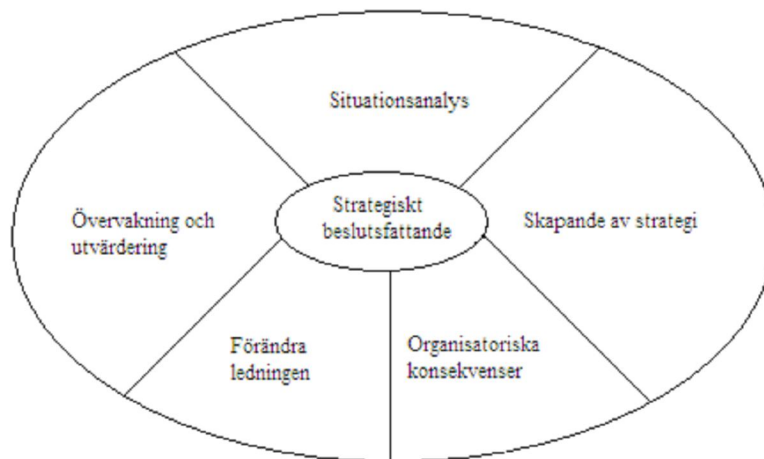 Situationsanalys
Strategiskt
beslutsfattande
Övervakning och
utvärdering
Skapande av strategi
Förändra
ledningen
Organisatoriska
konsekvenser